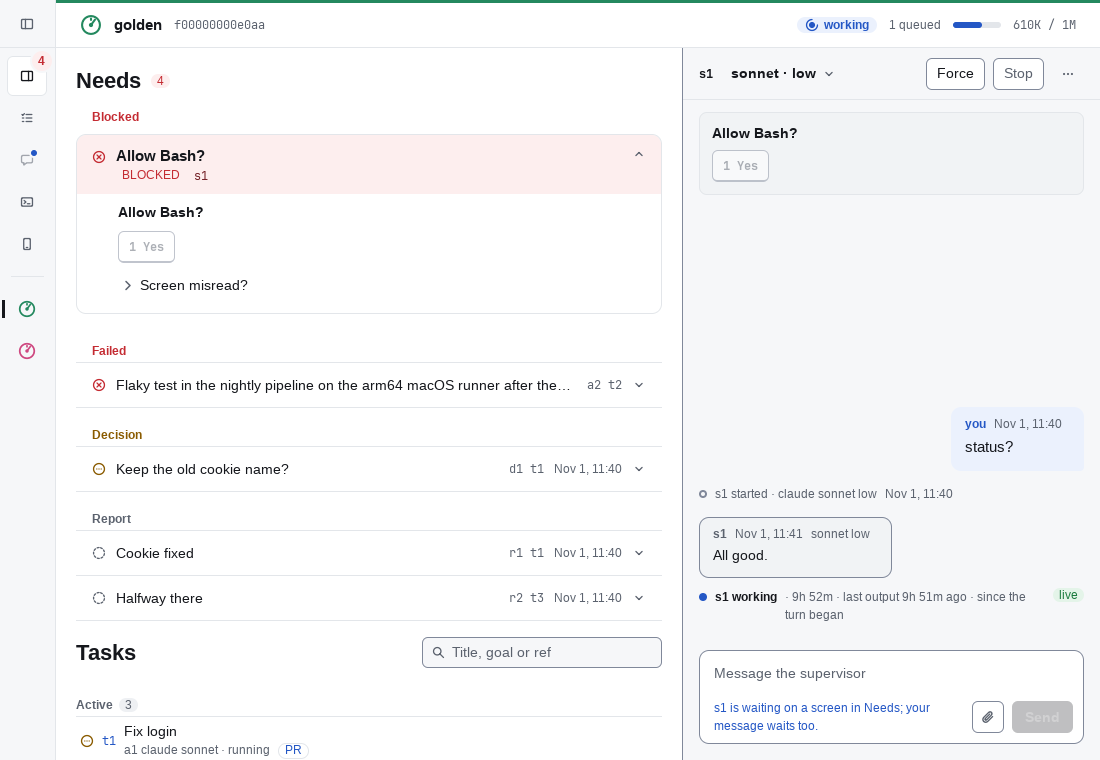 golden f00000000e0aa working 1 queued 610K / 1M
4
Needs 4
Blocked
Allow Bash?
BLOCKED s1
Allow Bash?
1 Yes
Screen misread?
Failed
Flaky test in the nightly pipeline on the arm64 macOS runner after the… a2 t2
Decision
Keep the old cookie name? d1 t1 Nov 1, 11:40
Report
Cookie fixed r1 t1 Nov 1, 11:40
Halfway there r2 t3 Nov 1, 11:40
Tasks
Title, goal or ref
Active 3
t1 Fix login
a1 claude sonnet · running PR
s1 sonnet · low Force Stop
Allow Bash?
1 Yes
you Nov 1, 11:40
status?
s1 started · claude sonnet low Nov 1, 11:40
s1 Nov 1, 11:41 sonnet low
All good.
s1 working · 9h 52m · last output 9h 51m ago · since the live
turn began
Message the supervisor
s1 is waiting on a screen in Needs; your
message waits too.
Send